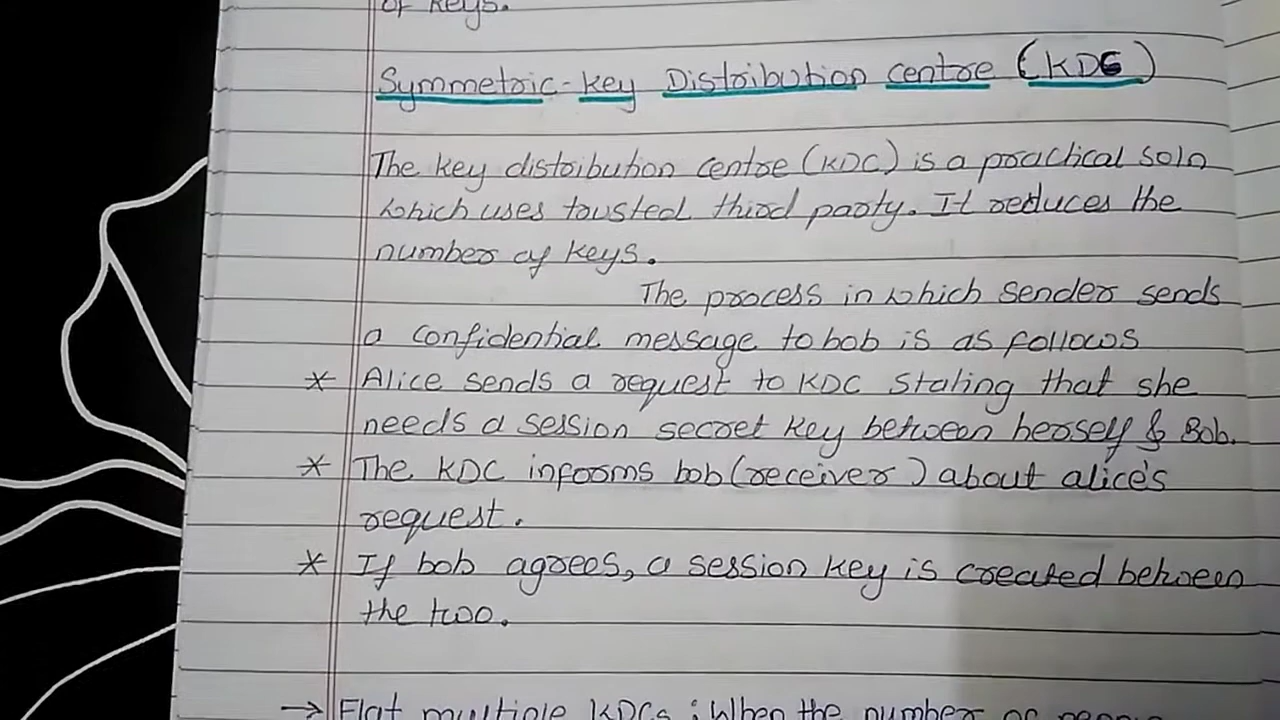 of keys.
Symmetric-key Distribution centre (KDC)
The key distribution centre (KDC) is a practical soln
which uses trusted third party. It reduces the
number of keys.
The process in which sender sends
a confidential message to bob is as follows
* Alice sends a request to KDC stating that she
needs a session secret key between herself & Bob.
* The KDC informs bob (receiver) about alice's
request.
* If bob agrees, a session key is created between
the two.
→ Flat multiple KDCs : When the number of people